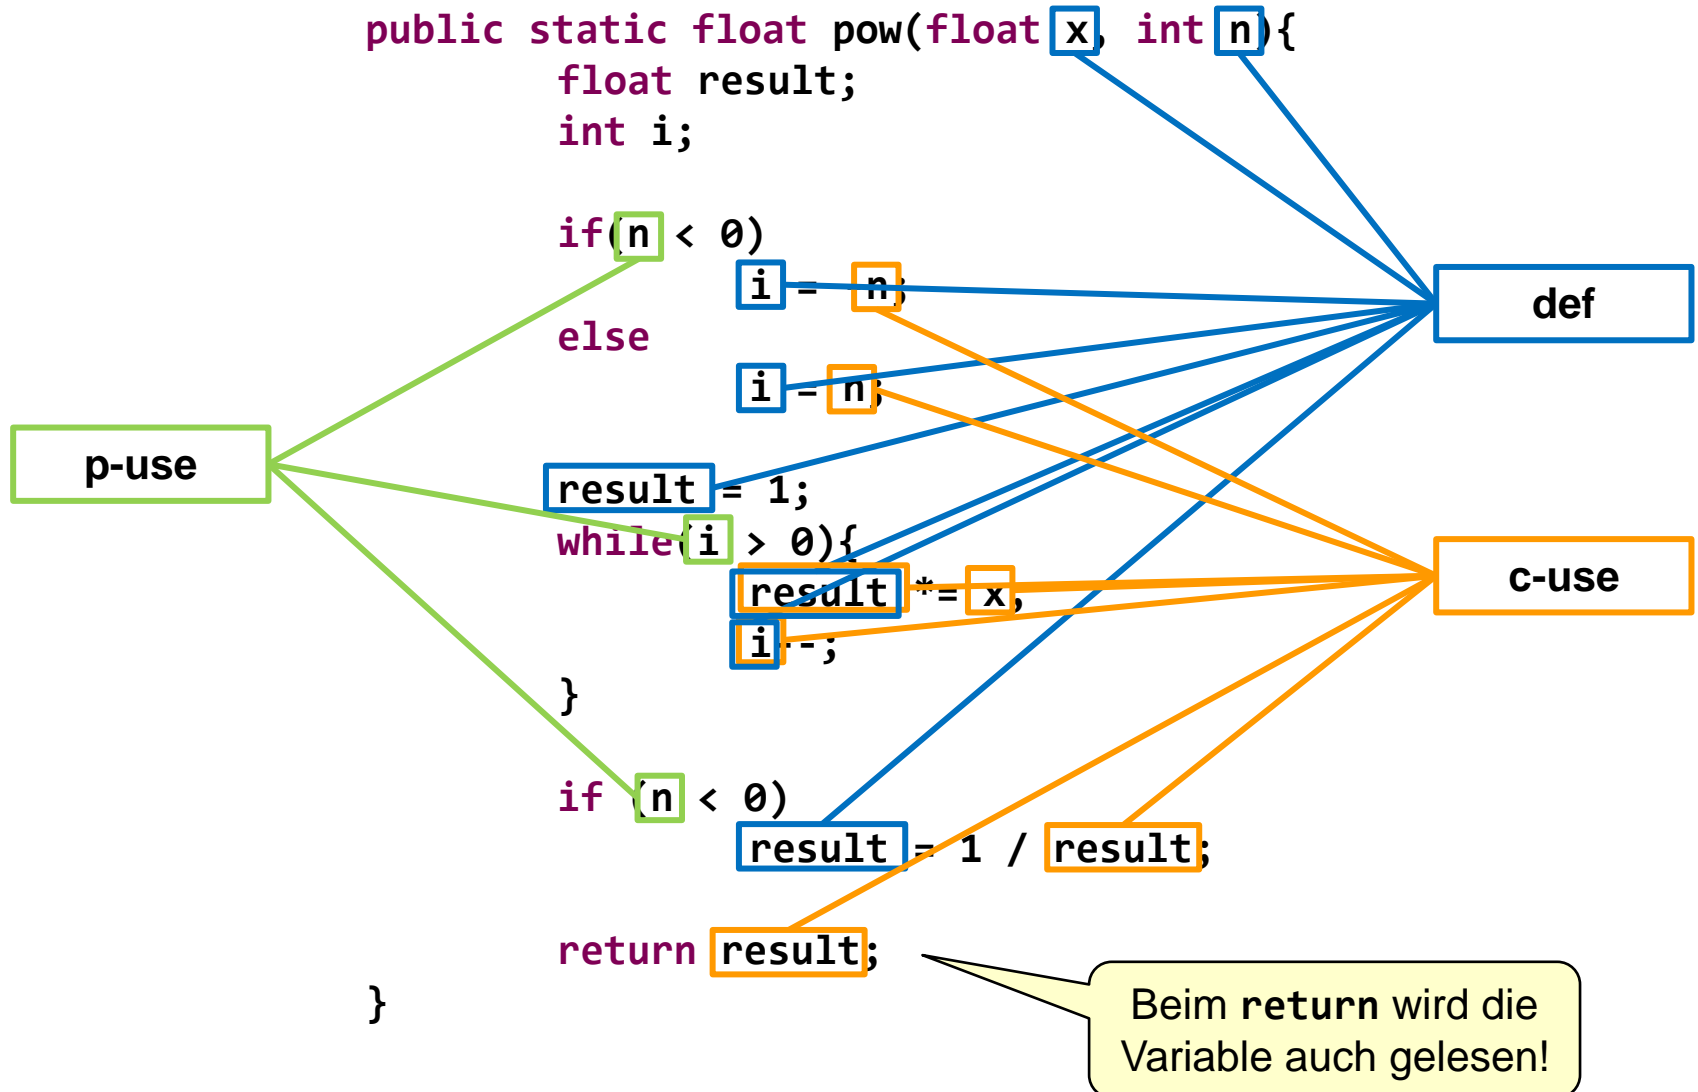 public static float pow(float x, int n){
float result;
int i;
if(n < 0)
i = -n;
else
i = n;
result = 1;
while(i > 0){
result *= x;
i--;
}
if (n < 0)
result = 1 / result;
return result;
}
p-use
def
c-use
Beim return wird die
Variable auch gelesen!